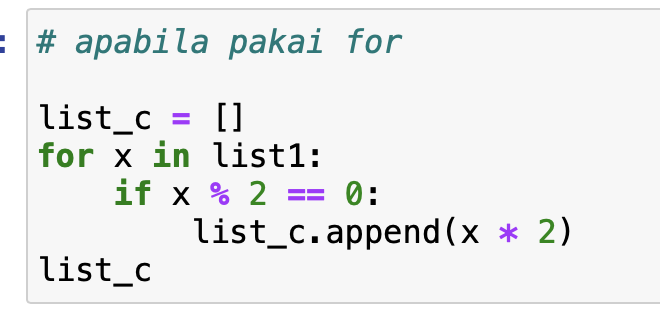 :
# apabila pakai for
list_c = []
for x in list1:
    if x % 2 == 0:
        list_c.append(x * 2)
list_c